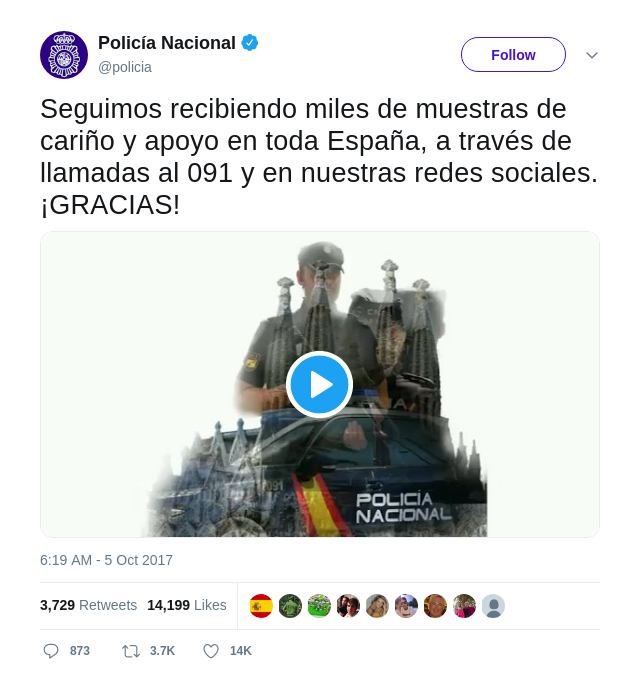 Policía Nacional
@policia
Follow
Seguimos recibiendo miles de muestras de
cariño y apoyo en toda España, a través de
llamadas al 091 y en nuestras redes sociales.
¡GRACIAS!
POLICÍA
NACIONAL
6:19 AM - 5 Oct 2017
3,729 Retweets 14,199 Likes
873 3.7K 14K